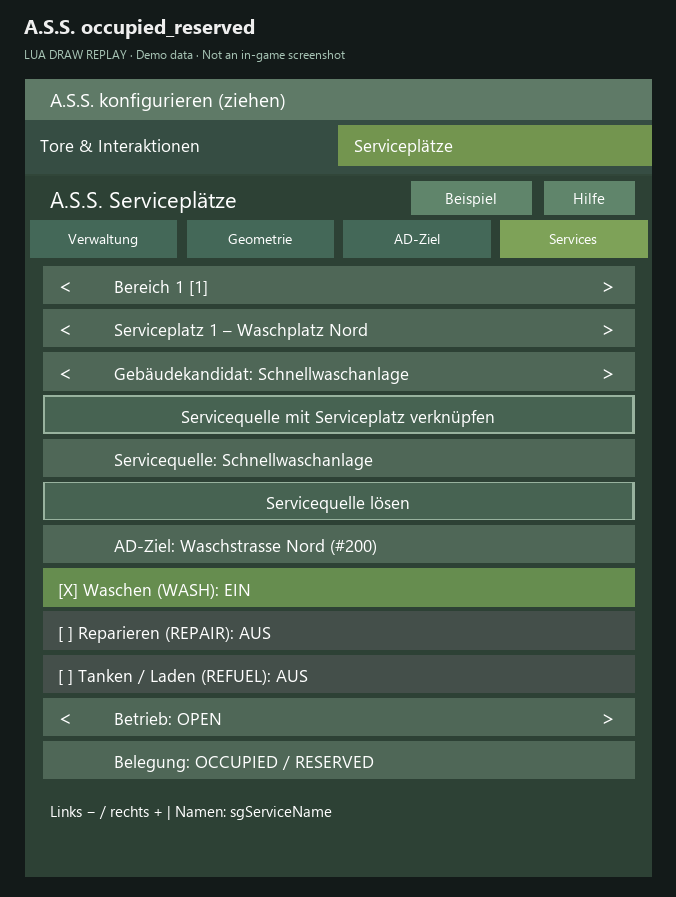 A.S.S. occupied_reserved
LUA DRAW REPLAY · Demo data · Not an in-game screenshot
A.S.S. konfigurieren (ziehen)
Tore & Interaktionen
Serviceplätze
A.S.S. Serviceplätze
Beispiel
Hilfe
Verwaltung
Geometrie
AD-Ziel
Services
< Bereich 1 [1] >
< Serviceplatz 1 – Waschplatz Nord >
< Gebäudekandidat: Schnellwaschanlage >
Servicequelle mit Serviceplatz verknüpfen
Servicequelle: Schnellwaschanlage
Servicequelle lösen
AD-Ziel: Waschstrasse Nord (#200)
[X] Waschen (WASH): EIN
[ ] Reparieren (REPAIR): AUS
[ ] Tanken / Laden (REFUEL): AUS
< Betrieb: OPEN >
Belegung: OCCUPIED / RESERVED
Links − / rechts + | Namen: sgServiceName